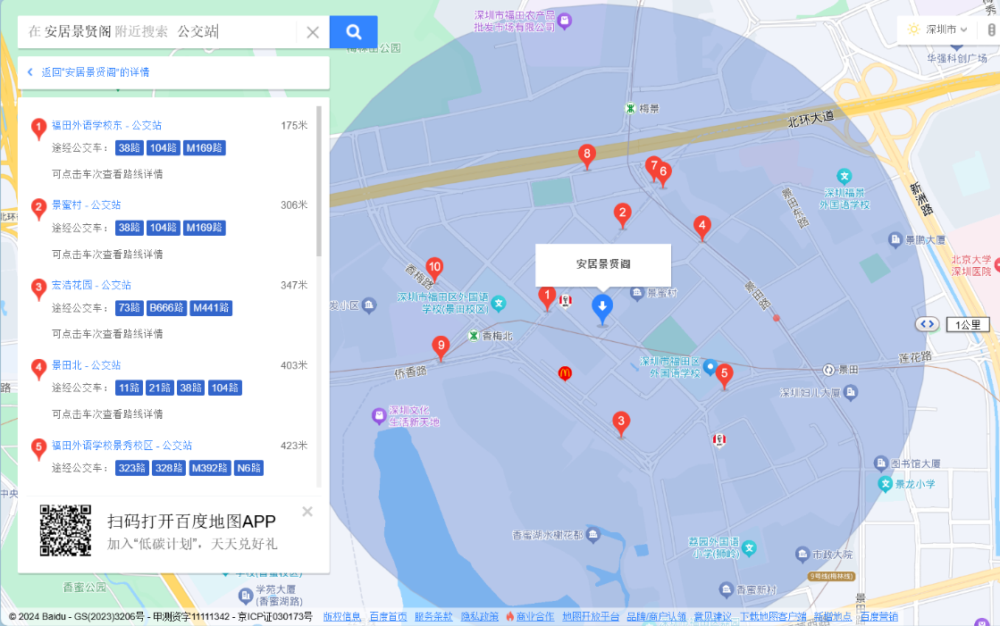 在 安居景贤阁 附近搜索 公交站
返回"安居景贤阁"的详情
1
福田外语学校东 - 公交站
175米
途经公交车： 38路 104路 M169路
可点击车次查看路线详情
2
景蜜村 - 公交站
306米
途经公交车： 38路 104路 M169路
可点击车次查看路线详情
3
宏浩花园 - 公交站
347米
途经公交车： 73路 B666路 M441路
可点击车次查看路线详情
4
景田北 - 公交站
403米
途经公交车： 11路 21路 38路 104路
可点击车次查看路线详情
5
福田外语学校景秀校区 - 公交站
423米
途经公交车： 323路 328路 M392路 N6路
扫码打开百度地图APP
加入"低碳计划"，天天兑好礼
深圳市福田农产品
批发市场有限公司
深圳市
华强科创广场
梅景
北环大道
8
7
6
深圳福景
外国语学校
新洲路
景田东路
2
4
景鹏大厦
北京大学
深圳医院
安居景贤阁
10
香梅路
深圳市福田区外国语
学校(景田校区)
1
景蜜村
发小区
景田路
1公里
香梅北
9
侨香路
深圳市福田区
外国语学校
5
景田
莲花路
深圳妇儿大厦
深圳文化
生活新天地
3
图书馆大厦
景龙小学
香蜜湖水榭花都
荔园外国语
小学(狮岭)
市政大院
9号线(梅林线)
香蜜新村
香蜜公园
学苑大厦
(香蜜湖路)
© 2024 Baidu - GS(2023)3206号 - 甲测资字11111342 - 京ICP证030173号 版权信息 百度首页 服务条款 隐私政策 商业合作 地图开放平台 品牌/商户认领 意见建议 下载地图客户端 新增地点 百度营销